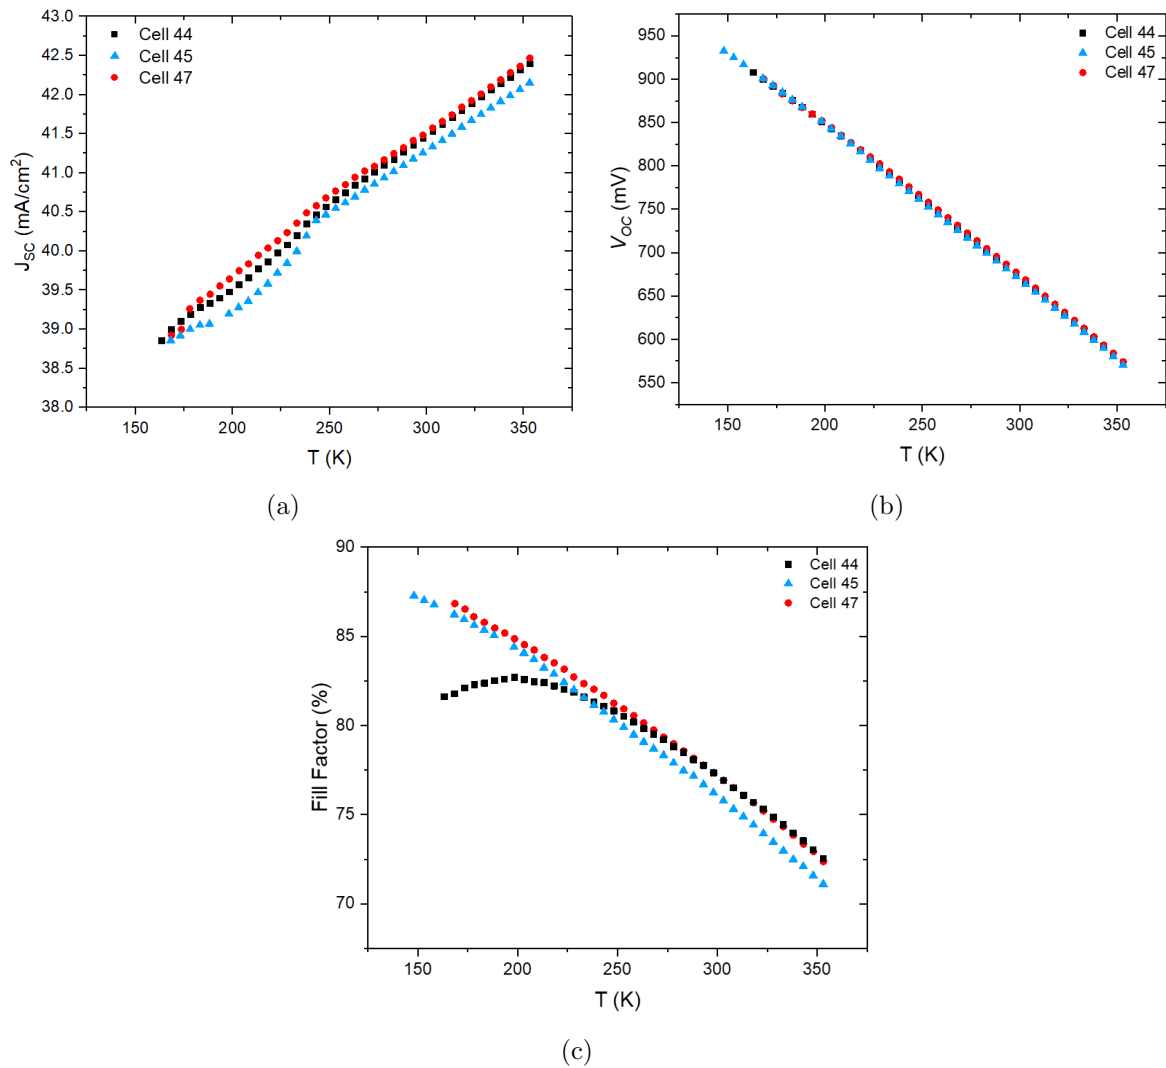 43.0
42.5
42.0
41.5
41.0
40.5
40.0
39.5
39.0
38.5
38.0
J_SC (mA/cm²)
Cell 44
Cell 45
Cell 47
150 200 250 300 350
T (K)
(a)
950
900
850
800
750
700
650
600
550
V_OC (mV)
Cell 44
Cell 45
Cell 47
150 200 250 300 350
T (K)
(b)
90
85
80
75
70
Fill Factor (%)
Cell 44
Cell 45
Cell 47
150 200 250 300 350
T (K)
(c)